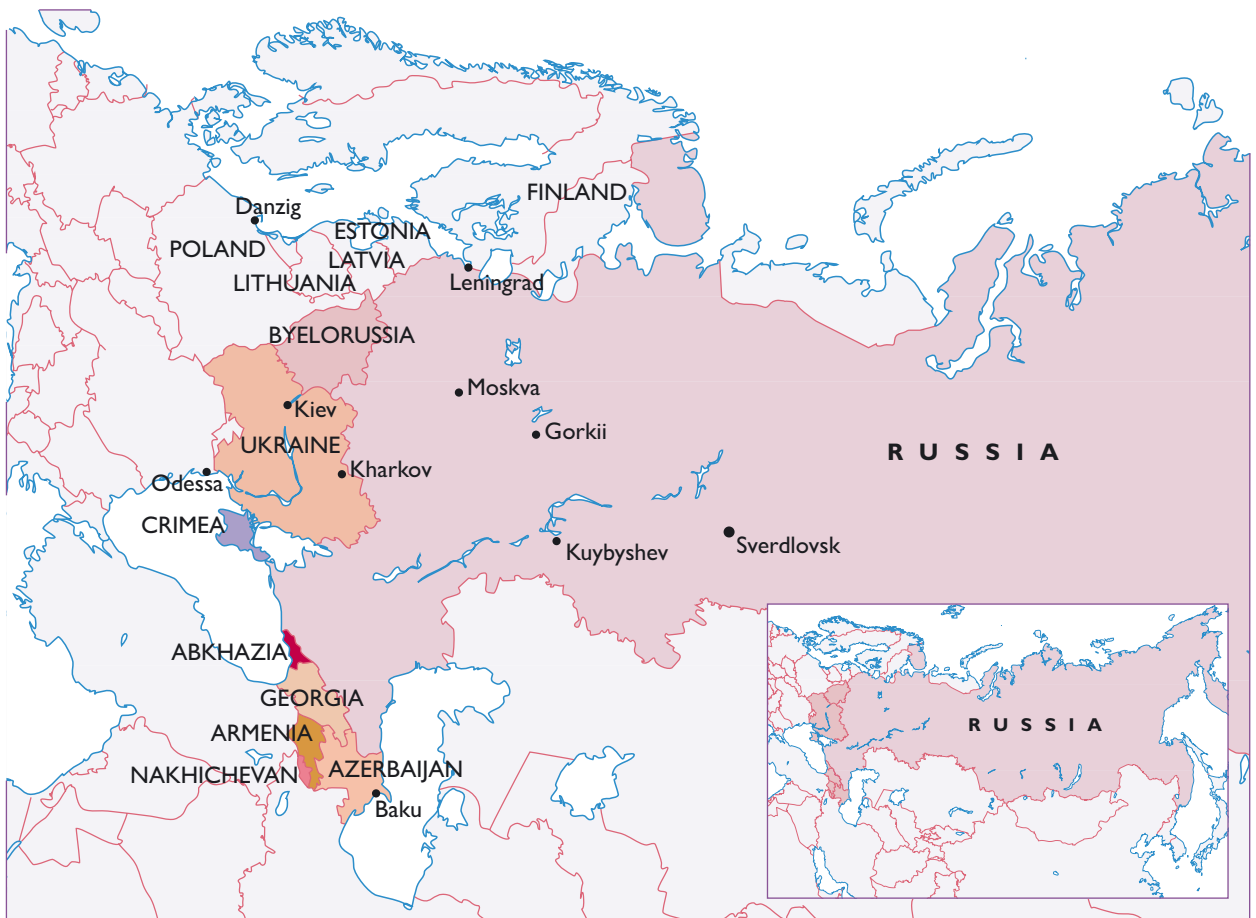 FINLAND
Danzig
ESTONIA
POLAND
LATVIA
LITHUANIA
Leningrad
BYELORUSSIA
Moskva
Kiev
Gorkii
UKRAINE
RUSSIA
Kharkov
Odessa
CRIMEA
Kuybyshev
Sverdlovsk
ABKHAZIA
GEORGIA
RUSSIA
ARMENIA
NAKHICHEVAN
AZERBAIJAN
Baku